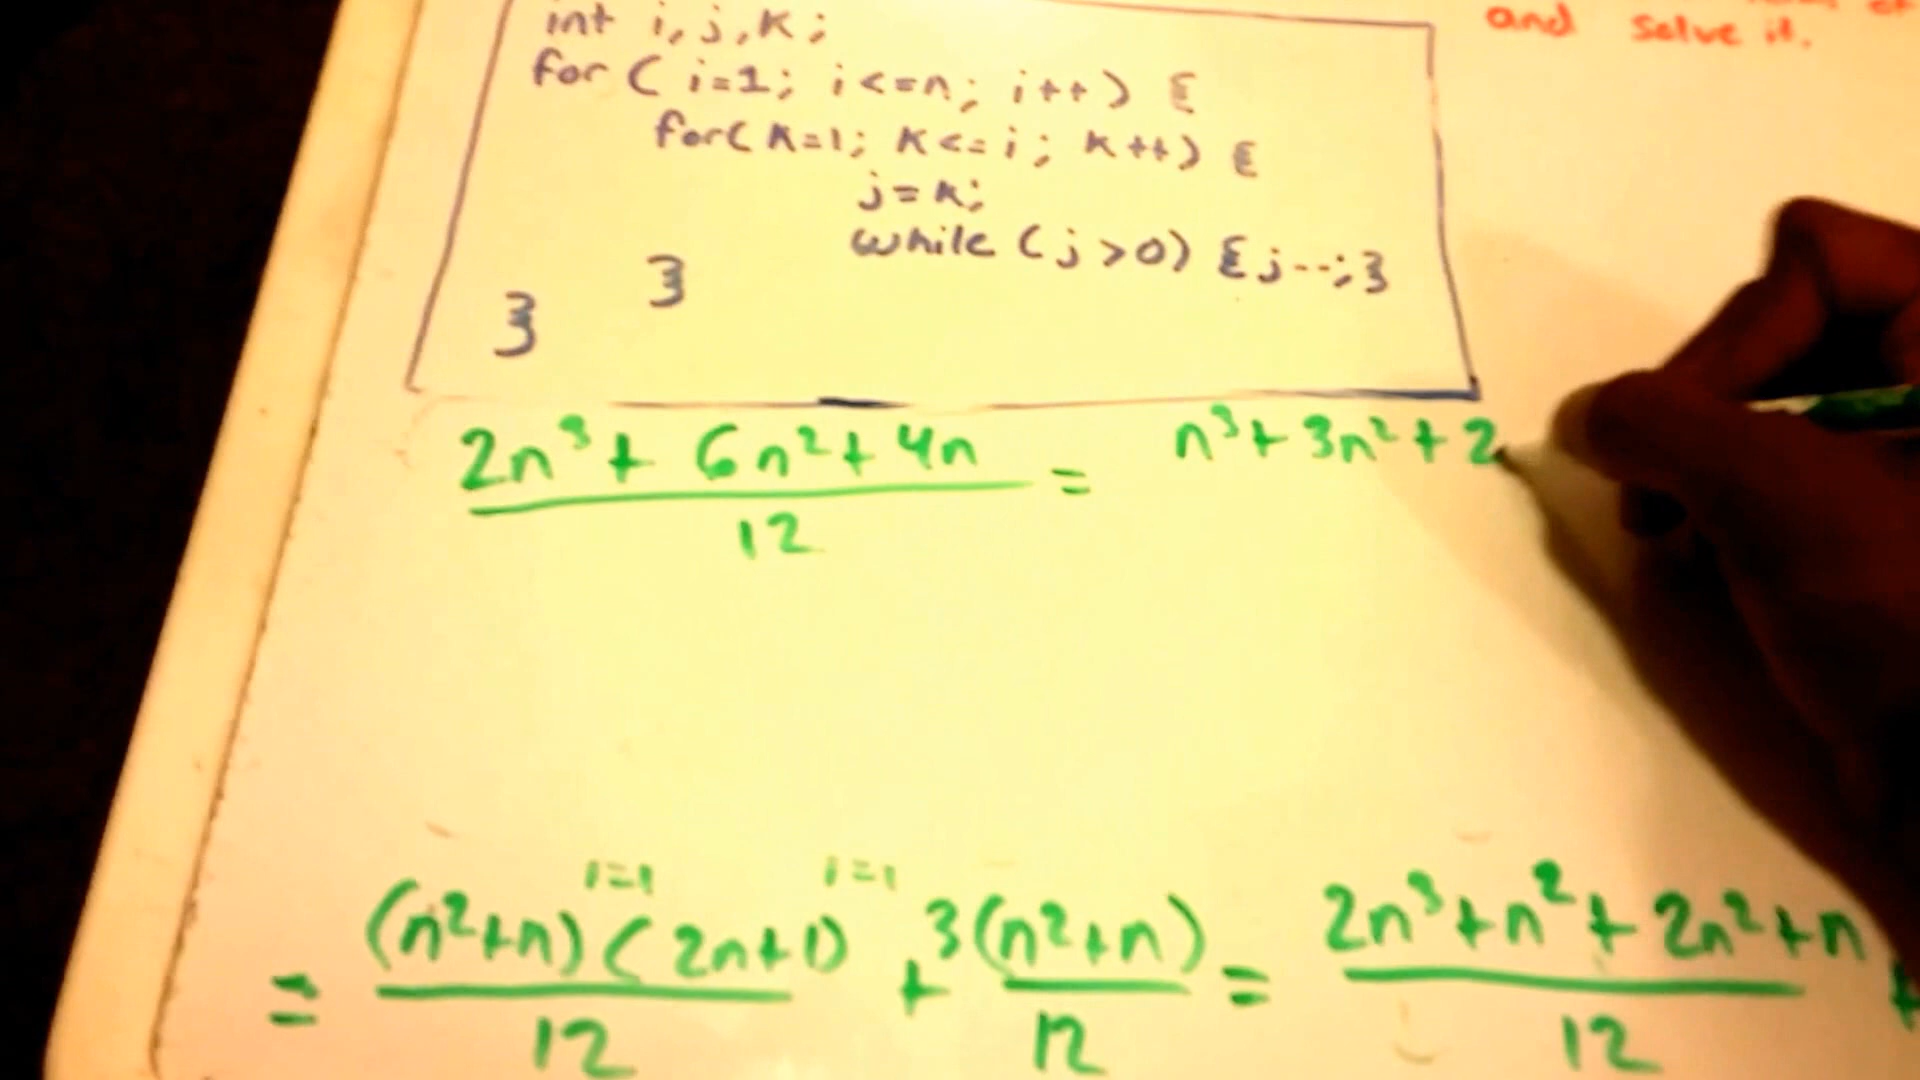 and solve it.
int i,j,k;
for ( i=1; i<=n; i++) {
for( k=1; k<=i; k++) {
j=k;
while (j>0) {j--;}
}
}
2n³ + 6n² + 4n / 12 = n³ + 3n² + 2
i=1 i=1
= (n²+n)(2n+1) / 12 + 3(n²+n) / 12 = 2n³+n²+2n²+n / 12 +